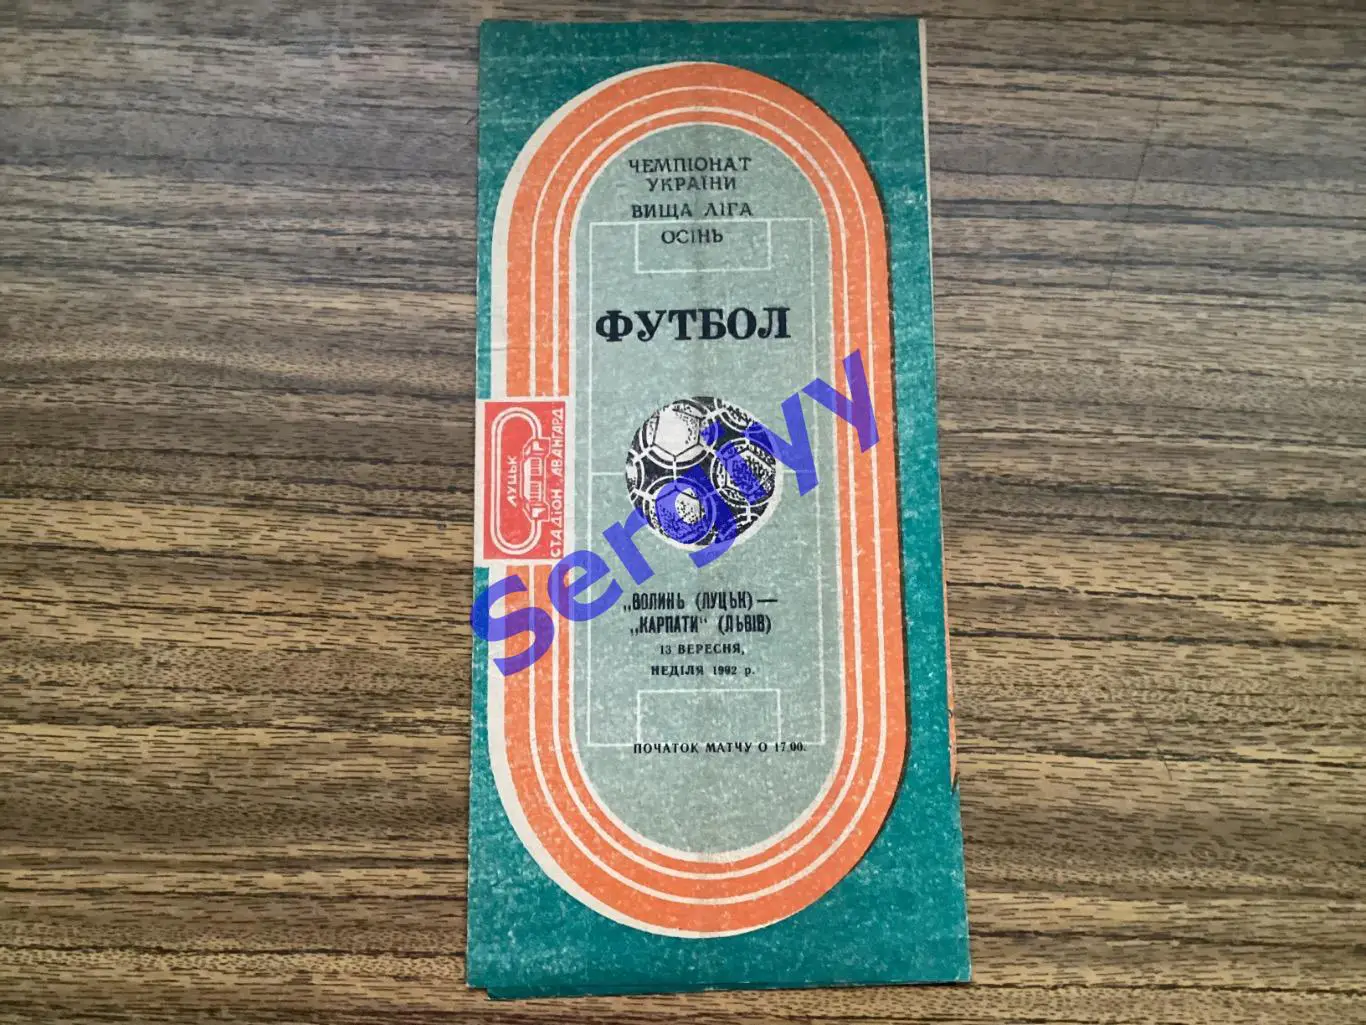 ЧЕМПІОНАТ
УКРАЇНИ
ВИЩА ЛІГА
ОСІНЬ
ФУТБОЛ
ЛУЦЬК
СТАДІОН „АВАНГАРД"
Sergiyy
„ВОЛИНЬ (ЛУЦЬК) —
„КАРПАТИ" (ЛЬВІВ)
13 ВЕРЕСНЯ,
НЕДІЛЯ 1992 р.
ПОЧАТОК МАТЧУ О 17.00.